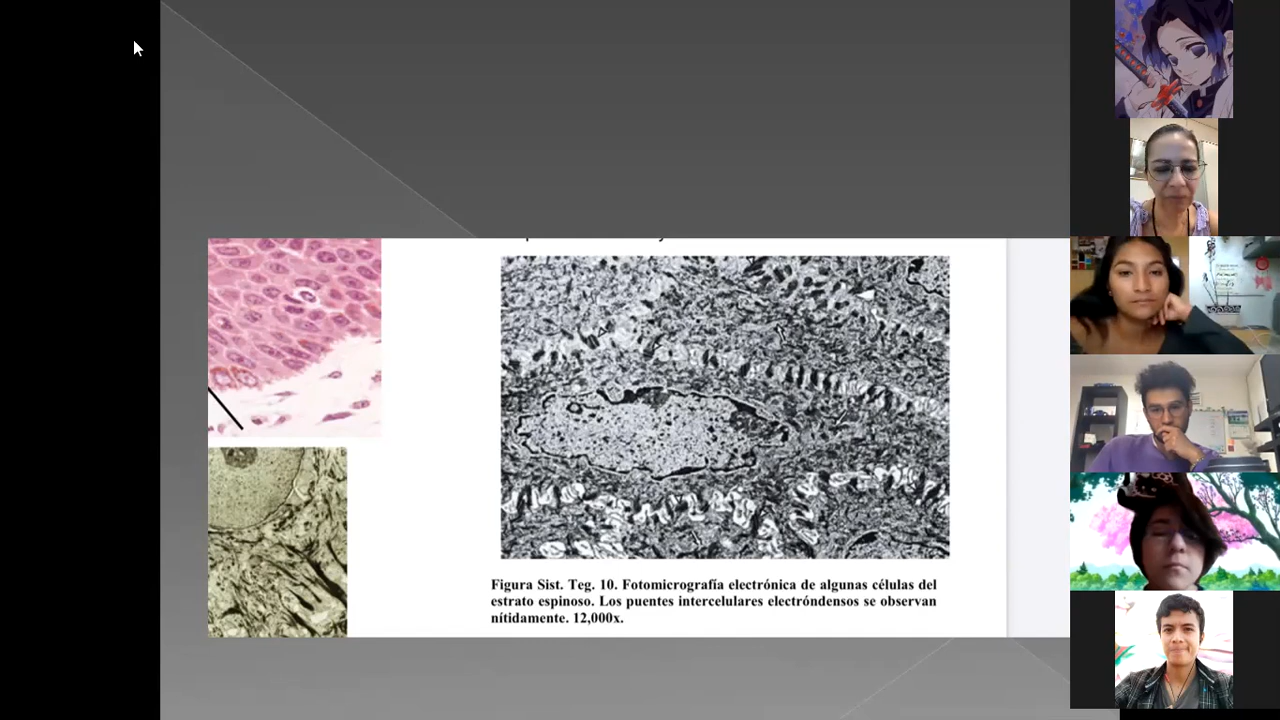 Figura Sist. Teg. 10. Fotomicrografía electrónica de algunas células del
estrato espinoso. Los puentes intercelulares electróndensos se observan
nítidamente. 12,000x.